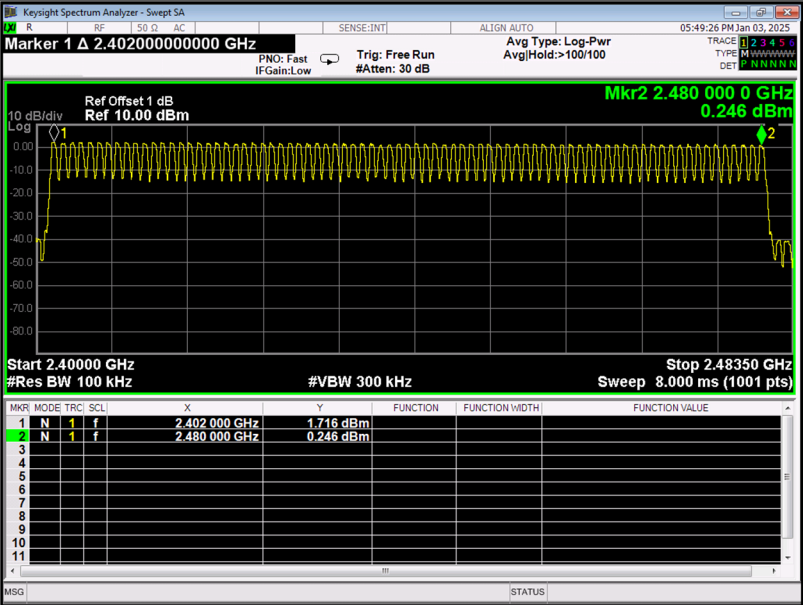 Keysight Spectrum Analyzer - Swept SA
LXI R RF 50 Ω AC SENSE:INT ALIGN AUTO 05:49:26 PM Jan 03, 2025
Marker 1 Δ 2.402000000000 GHz
PNO: Fast
IFGain:Low
Trig: Free Run
#Atten: 30 dB
Avg Type: Log-Pwr
Avg|Hold:>100/100
TRACE 1 2 3 4 5 6
TYPE M W W W W W
DET P N N N N N
Mkr2 2.480 000 0 GHz
0.246 dBm
Ref Offset 1 dB
10 dB/div Ref 10.00 dBm
Log
1
2
0.00
-10.0
-20.0
-30.0
-40.0
-50.0
-60.0
-70.0
-80.0
Start 2.40000 GHz Stop 2.48350 GHz
#Res BW 100 kHz #VBW 300 kHz Sweep 8.000 ms (1001 pts)
MKR MODE TRC SCL X Y FUNCTION FUNCTION WIDTH FUNCTION VALUE
1 N 1 f 2.402 000 GHz 1.716 dBm
2 N 1 f 2.480 000 GHz 0.246 dBm
3
4
5
6
7
8
9
10
11
MSG STATUS